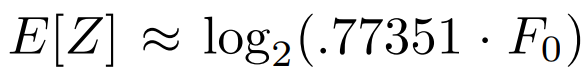 E[Z] ≈ log₂(.77351 · F₀)